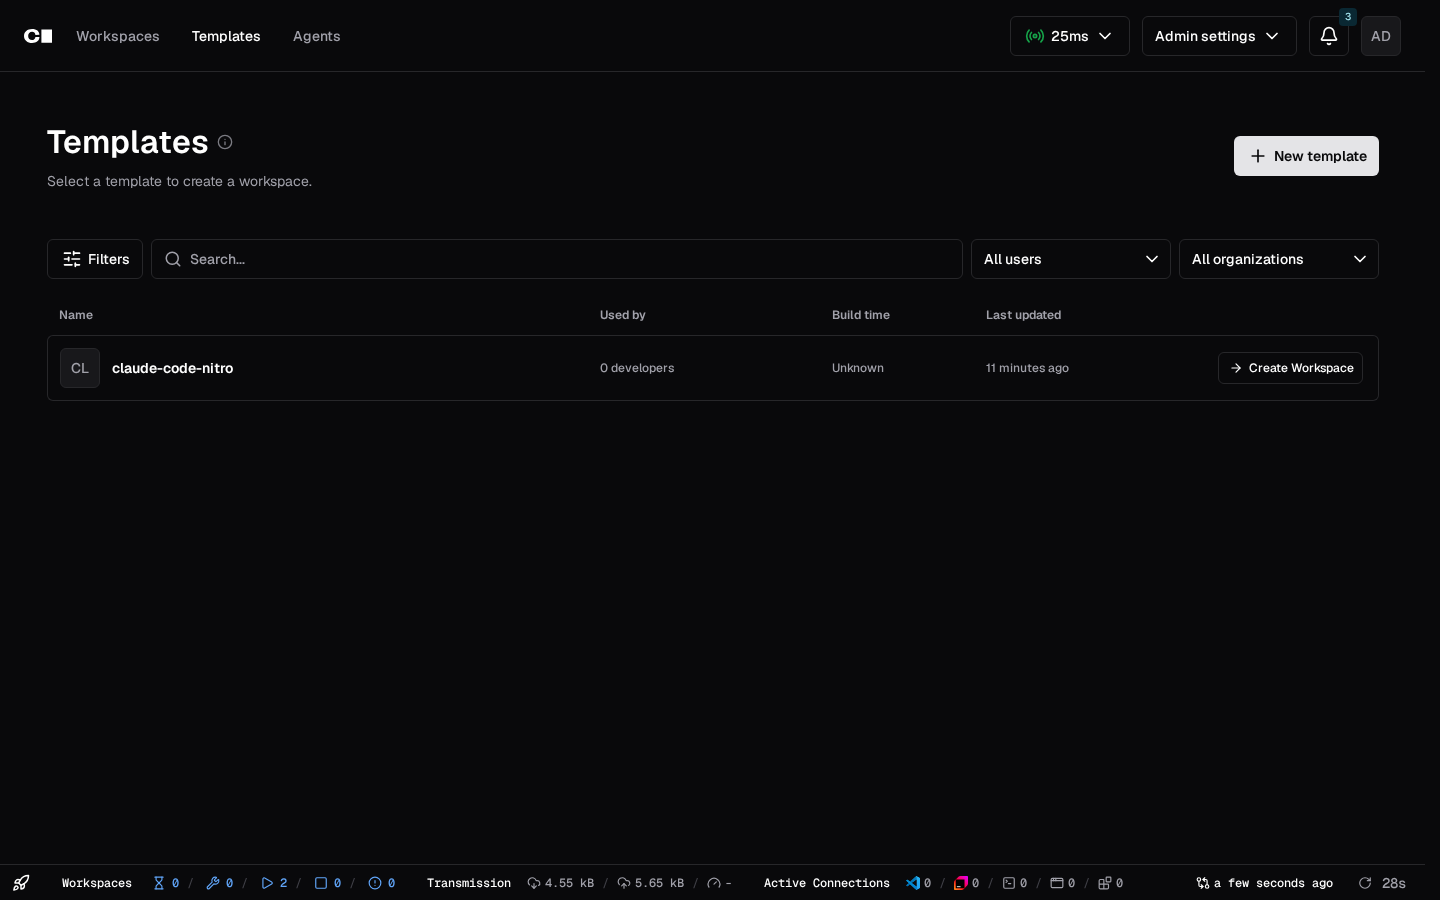 Workspaces Templates Agents 25ms Admin settings 3 AD
Templates
New template
Select a template to create a workspace.
Filters Search... All users All organizations
Name Used by Build time Last updated
CL claude-code-nitro 0 developers Unknown 11 minutes ago Create Workspace
Workspaces 0 / 0 / 2 / 0 / 0 Transmission 4.55 kB / 5.65 kB / - Active Connections 0 / 0 / 0 / 0 / 0 a few seconds ago 28s